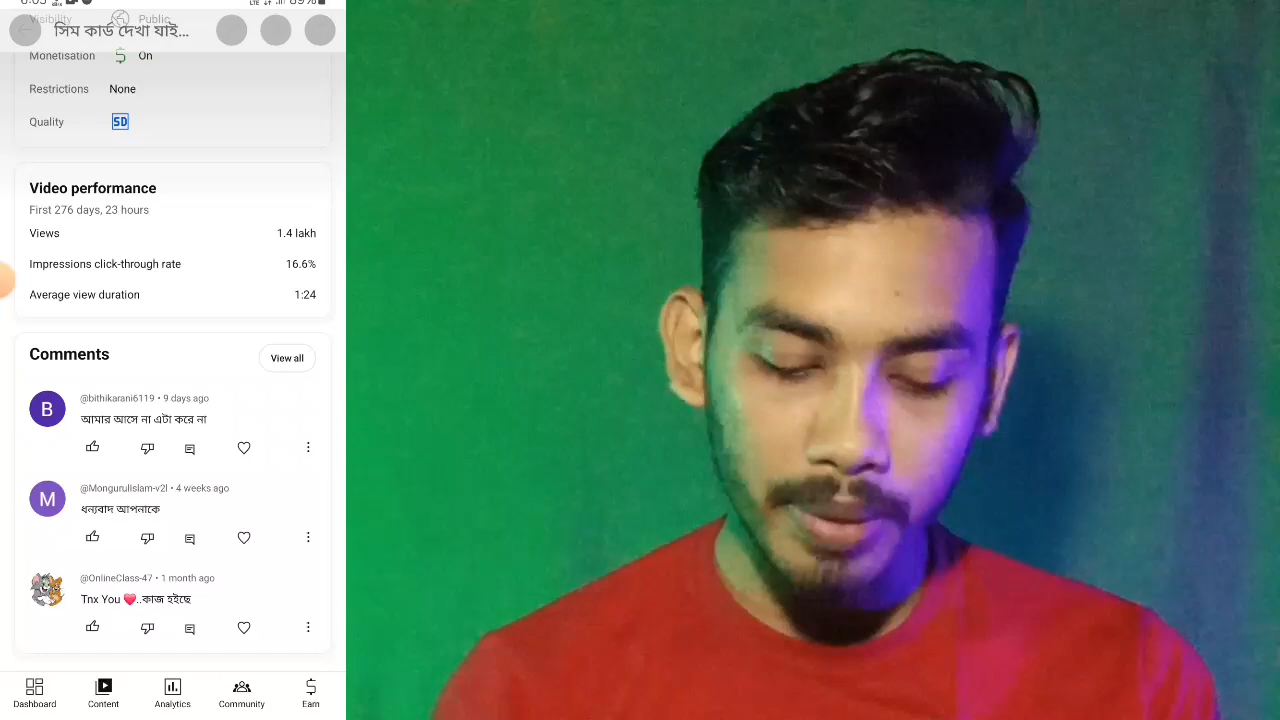 Visibility Public
সিম কার্ড দেখা যাই...
Monetisation On
Restrictions None
Quality SD
Video performance
First 276 days, 23 hours
Views 1.4 lakh
Impressions click-through rate 16.6%
Average view duration 1:24
Comments View all
B @bithikarani6119 • 9 days ago
আমার আসে না এটা করে না
M @MongurulIslam-v2l • 4 weeks ago
ধন্যবাদ আপনাকে
@OnlineClass-47 • 1 month ago
Tnx You ❤️..কাজ হইছে
Dashboard Content Analytics Community Earn